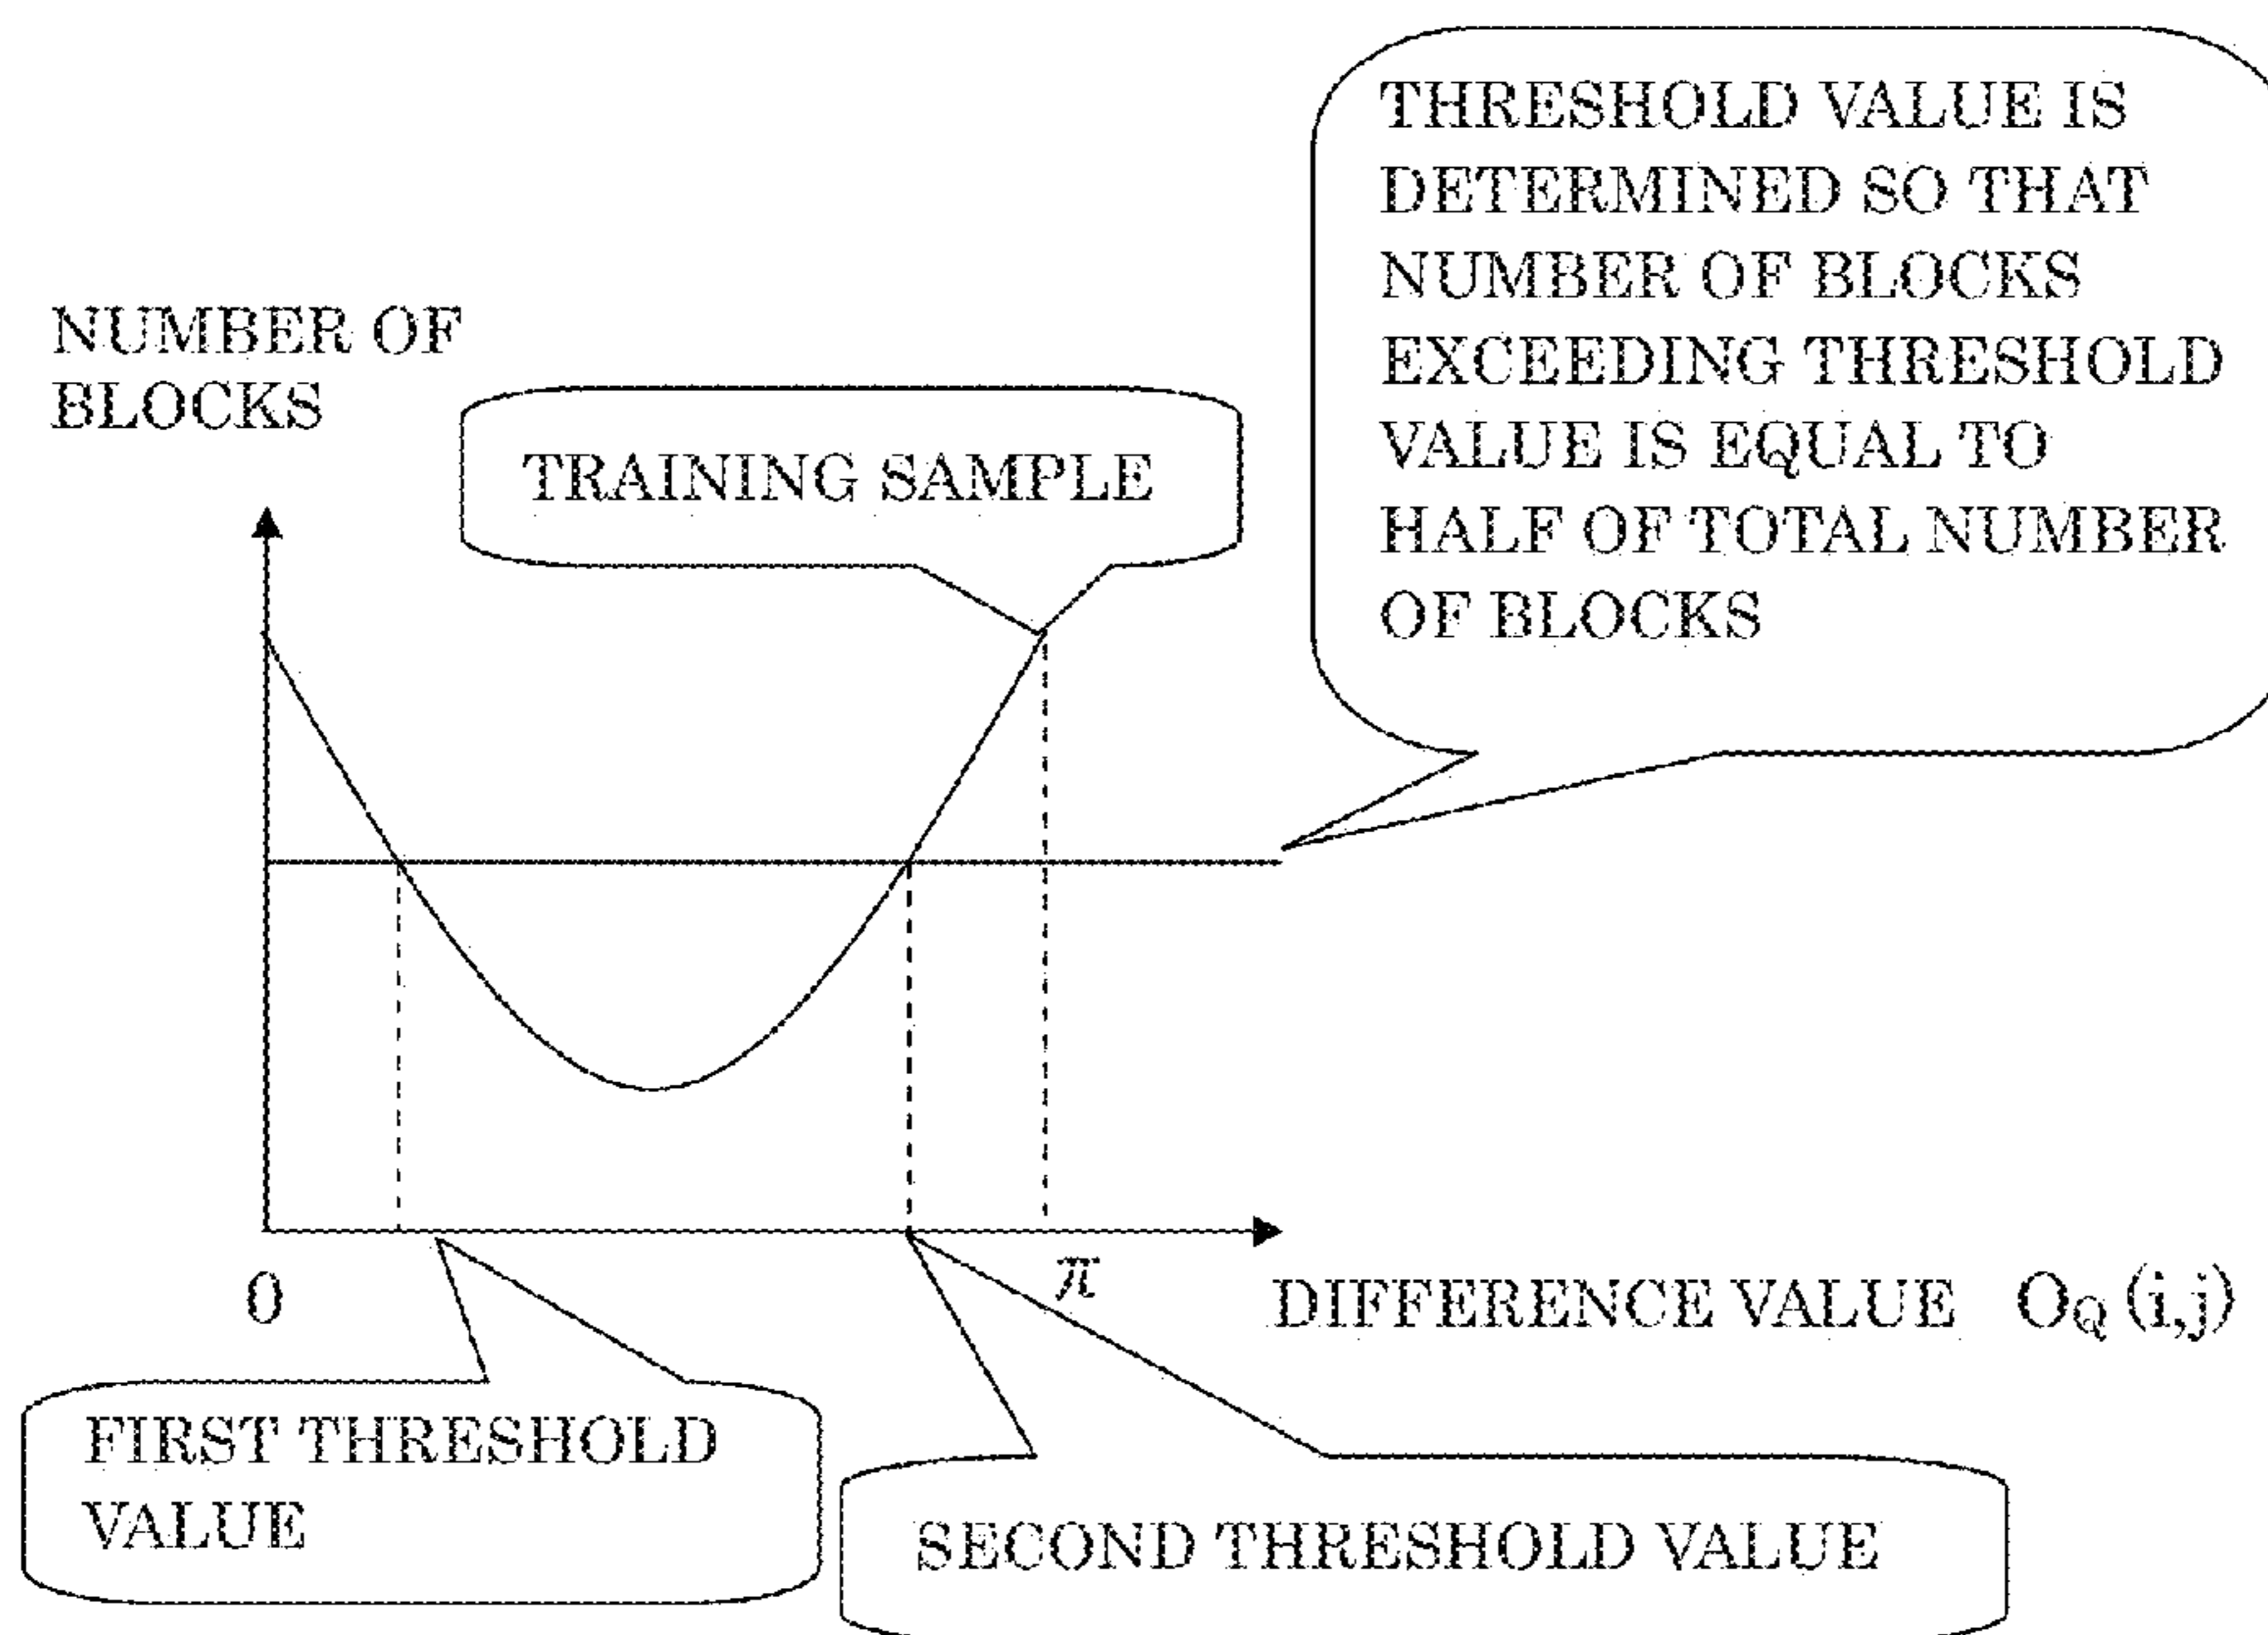 THRESHOLD VALUE IS
DETERMINED SO THAT
NUMBER OF BLOCKS
EXCEEDING THRESHOLD
VALUE IS EQUAL TO
HALF OF TOTAL NUMBER
OF BLOCKS
NUMBER OF
BLOCKS
TRAINING SAMPLE
0
π
DIFFERENCE VALUE OQ (i,j)
FIRST THRESHOLD
VALUE
SECOND THRESHOLD VALUE